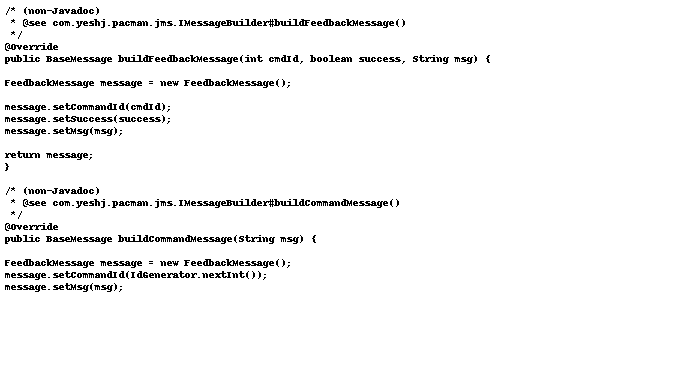 /* (non-Javadoc)
 * @see com.yeshj.pacman.jms.IMessageBuilder#buildFeedbackMessage()
 */
@Override
public BaseMessage buildFeedbackMessage(int cmdId, boolean success, String msg) {

FeedbackMessage message = new FeedbackMessage();

message.setCommandId(cmdId);
message.setSuccess(success);
message.setMsg(msg);

return message;
}

/* (non-Javadoc)
 * @see com.yeshj.pacman.jms.IMessageBuilder#buildCommandMessage()
 */
@Override
public BaseMessage buildCommandMessage(String msg) {

FeedbackMessage message = new FeedbackMessage();
message.setCommandId(IdGenerator.nextInt());
message.setMsg(msg);